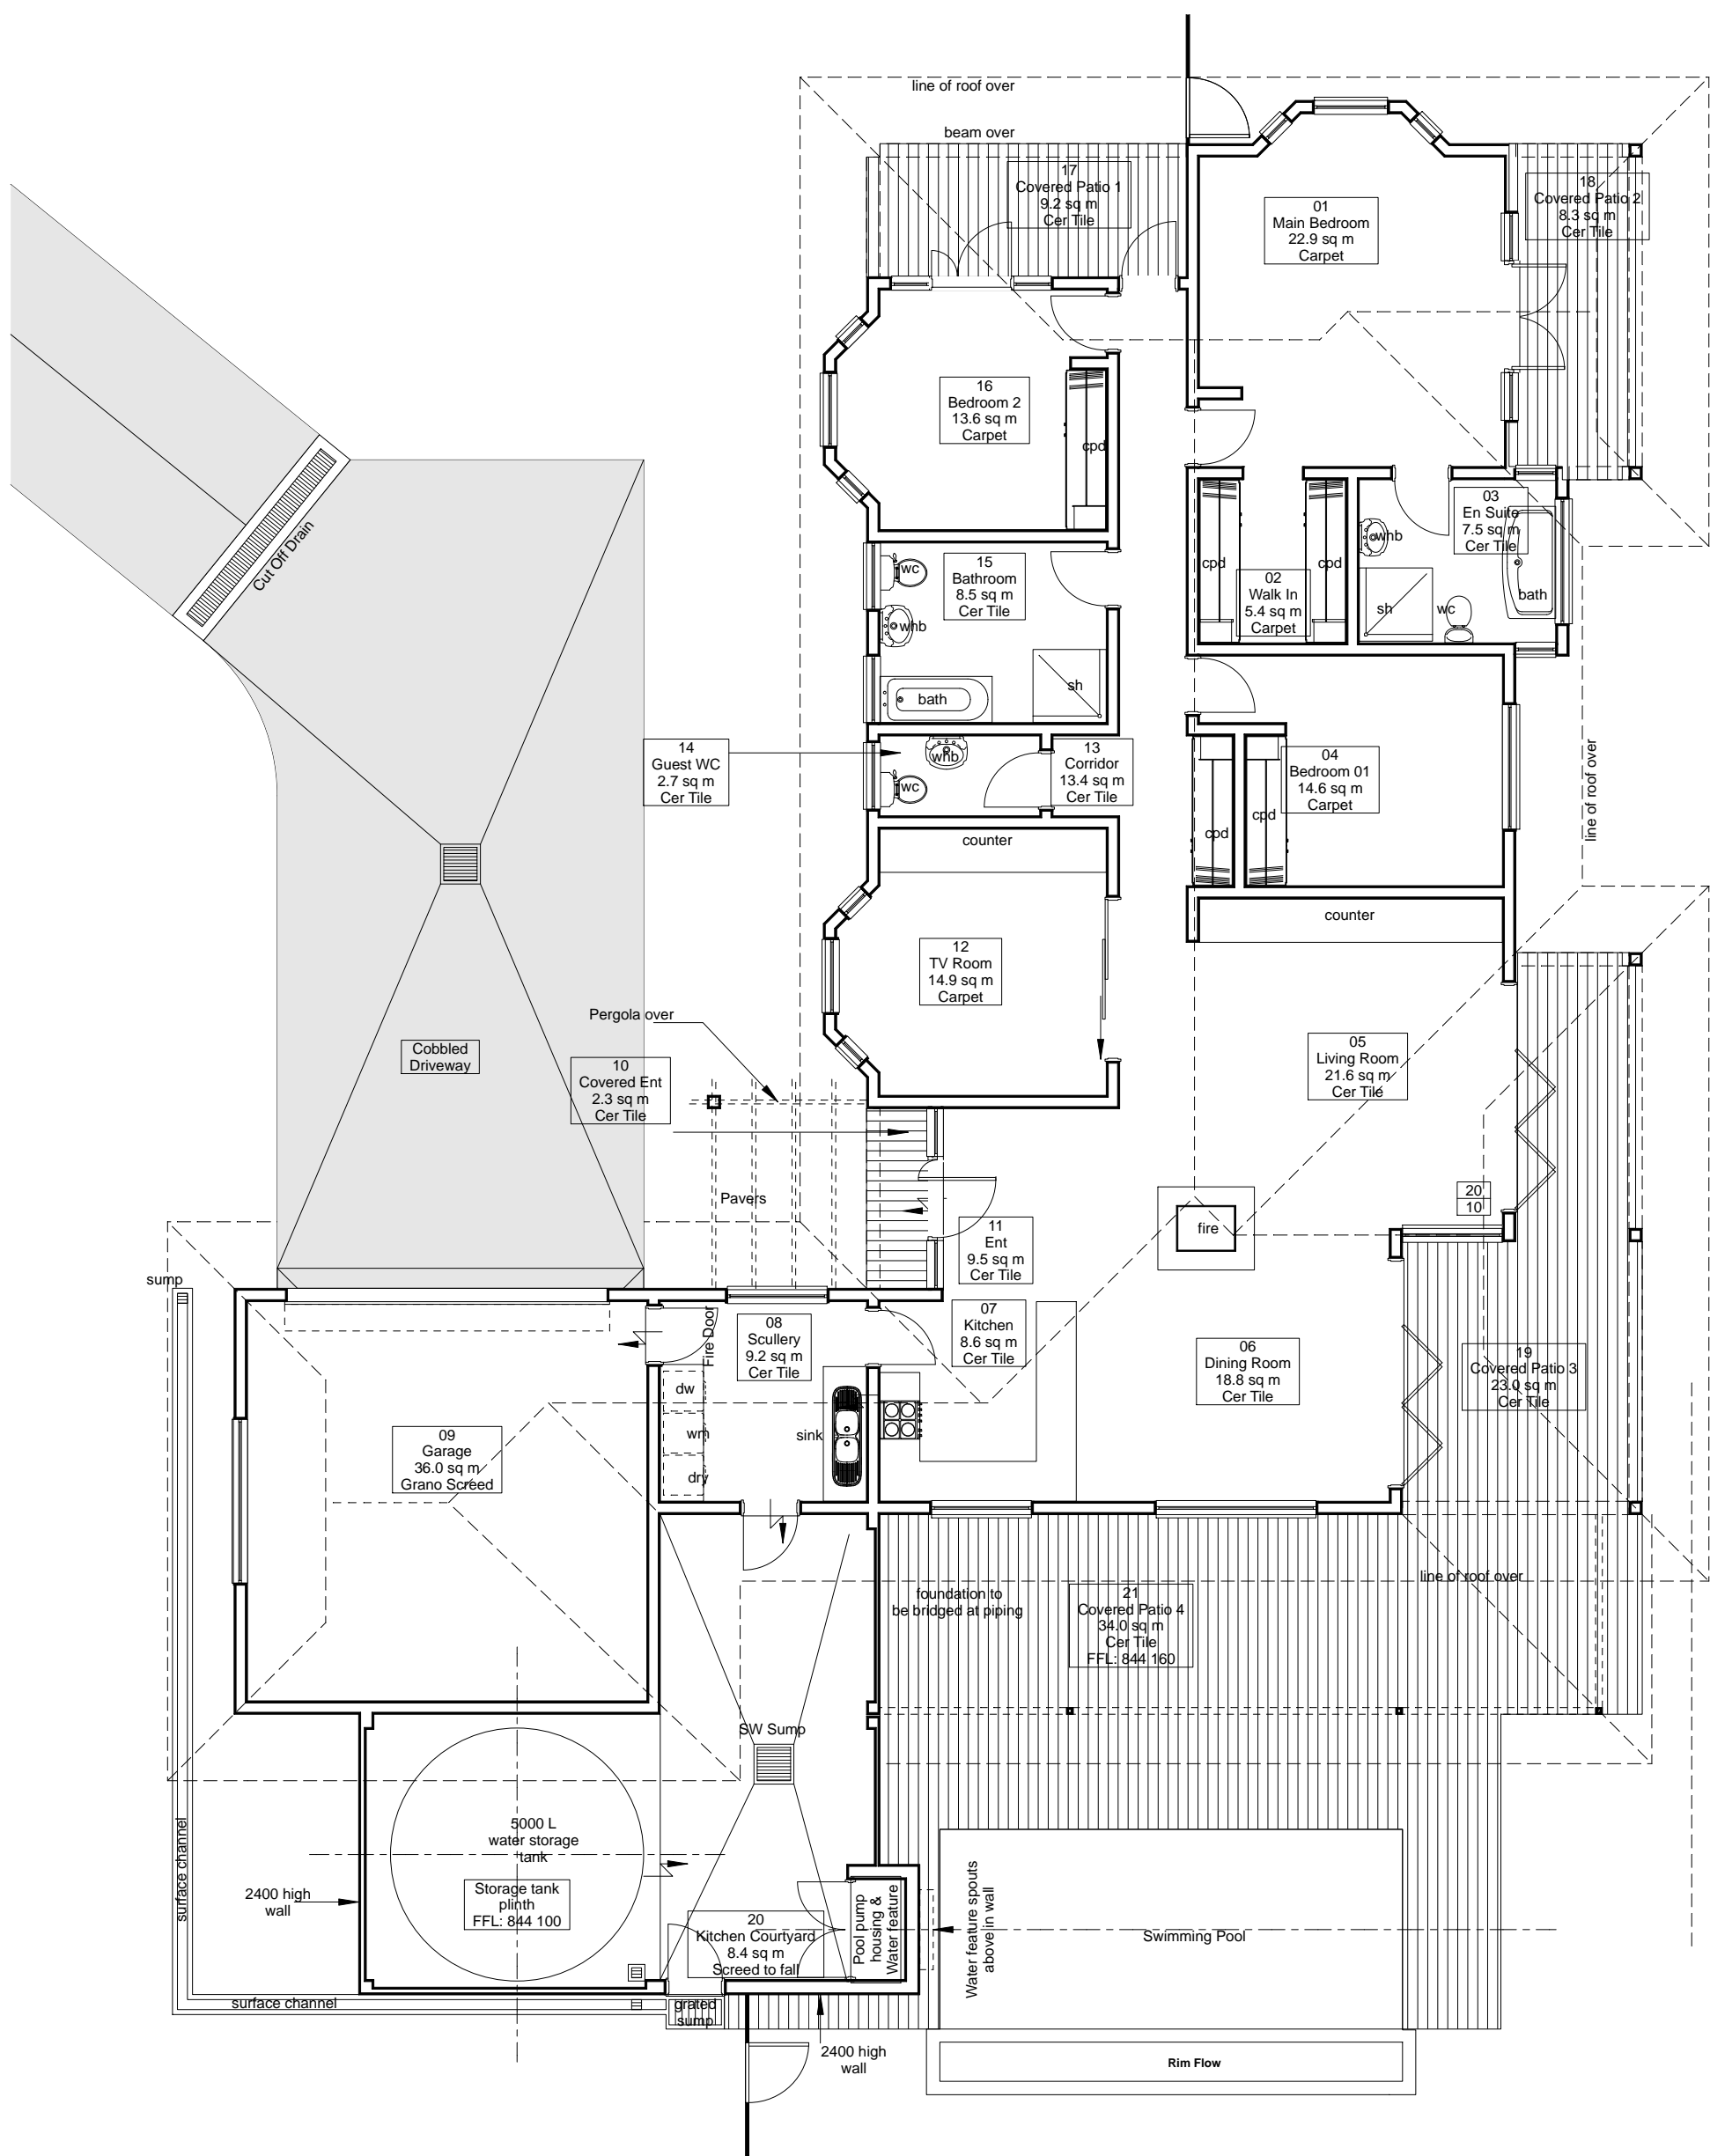 line of roof over
beam over
17
Covered Patio 1
9.2 sq m
Cer Tile
01
Main Bedroom
22.9 sq m
Carpet
18
Covered Patio 2
8.3 sq m
Cer Tile
16
Bedroom 2
13.6 sq m
Carpet
cpd
Cut Off Drain
15
Bathroom
8.5 sq m
Cer Tile
wc
whb
bath
sh
cpd
02
Walk In
5.4 sq m
Carpet
cpd
03
En Suite
7.5 sq m
Cer Tile
whb
sh
wc
bath
14
Guest WC
2.7 sq m
Cer Tile
whb
wc
13
Corridor
13.4 sq m
Cer Tile
04
Bedroom 01
14.6 sq m
Carpet
cpd
cpd
line of roof over
counter
counter
12
TV Room
14.9 sq m
Carpet
Pergola over
Cobbled
Driveway
10
Covered Ent
2.3 sq m
Cer Tile
05
Living Room
21.6 sq m
Cer Tile
Pavers
20
10
fire
11
Ent
9.5 sq m
Cer Tile
sump
Fire Door
08
Scullery
9.2 sq m
Cer Tile
07
Kitchen
8.6 sq m
Cer Tile
06
Dining Room
18.8 sq m
Cer Tile
19
Covered Patio 3
23.0 sq m
Cer Tile
dw
wm
dry
sink
09
Garage
36.0 sq m
Grano Screed
line of roof over
foundation to
be bridged at piping
21
Covered Patio 4
34.0 sq m
Cer Tile
FFL: 844 160
SW Sump
5000 L
water storage
tank
Storage tank
plinth
FFL: 844 100
surface channel
2400 high
wall
20
Kitchen Courtyard
8.4 sq m
Screed to fall
Pool pump
housing &
Water feature
Water feature spouts
above in wall
Swimming Pool
surface channel
grated
sump
2400 high
wall
Rim Flow